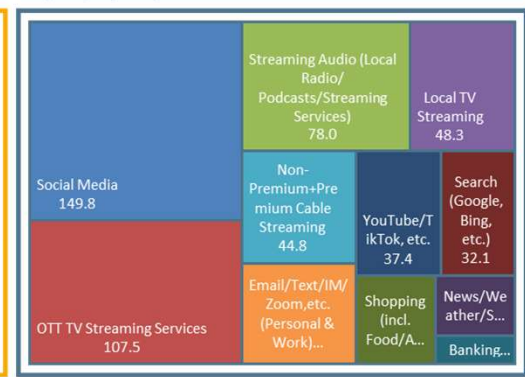 Social Media
149.8
OTT TV Streaming Services
107.5
Streaming Audio (Local
Radio/
Podcasts/Streaming
Services)
78.0
Local TV
Streaming
48.3
Non-
Premium+Pre
mium Cable
Streaming
44.8
YouTube/T
ikTok, etc.
37.4
Search
(Google,
Bing,
etc.)
32.1
Email/Text/IM/
Zoom,etc.
(Personal &
Work)...
Shopping
(incl.
Food/A...
News/We
ather/S...
Banking...